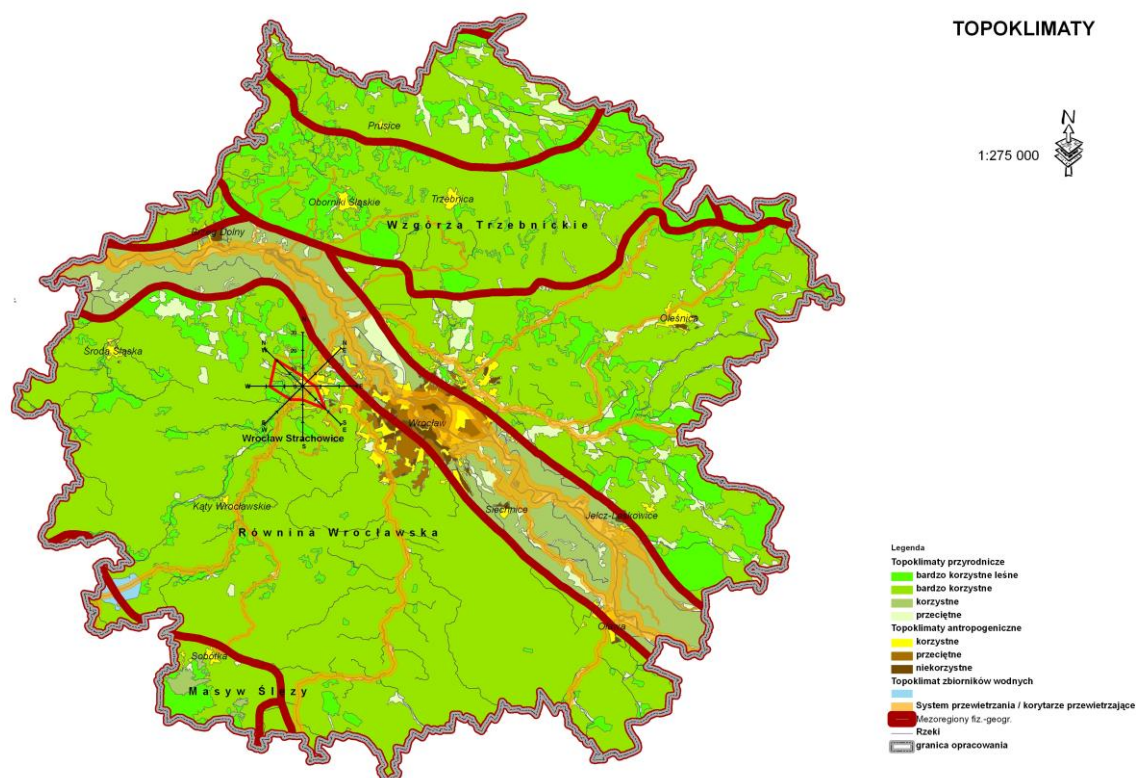 TOPOKLIMATY
N
1:275 000
Prusice
Oborniki Śląskie
Trzebnica
Wzgórza Trzebnickie
Brzeg Dolny
Oleśnica
Środa Śląska
N W
N E
W
S W
S
S E
Wrocław Strachowice
Wrocław
Kąty Wrocławskie
Siechnice
Jelcz-Laskowice
Równina Wrocławska
Oława
Sobótka
Masyw Ślęzy
Legenda
Topoklimaty przyrodnicze
bardzo korzystne leśne
bardzo korzystne
korzystne
przeciętne
Topoklimaty antropogeniczne
korzystne
przeciętne
niekorzystne
Topoklimat zbiorników wodnych
System przewietrzania / korytarze przewietrzające
Mezoregiony fiz.-geogr.
Rzeki
granica opracowania